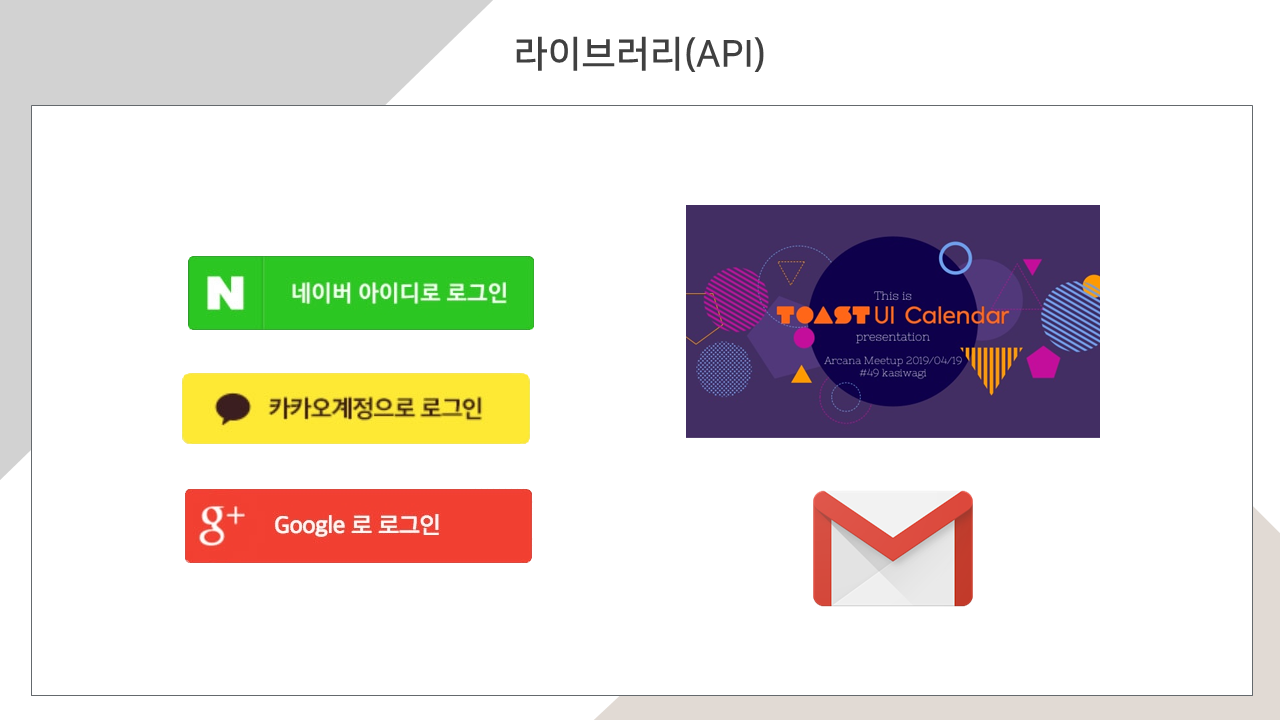 라이브러리(API)
N 네이버 아이디로 로그인
카카오계정으로 로그인
g+ Google 로 로그인
This is
TOAST UI Calendar
presentation
Arcana Meetup 2019/04/19
#49 kasiwagi